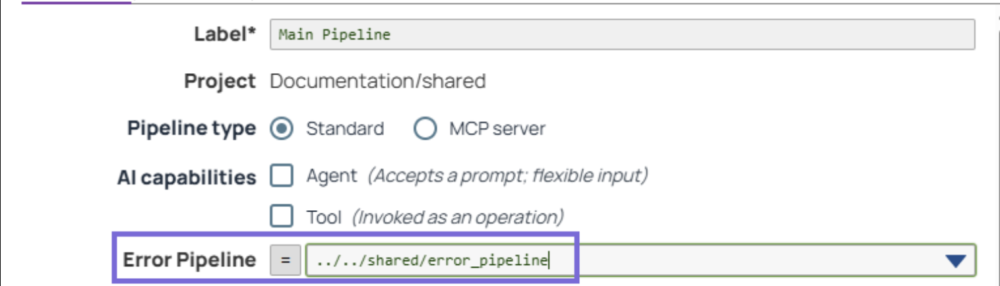 Label* Main Pipeline
Project Documentation/shared
Pipeline type Standard MCP server
AI capabilities Agent (Accepts a prompt; flexible input)
Tool (Invoked as an operation)
Error Pipeline = ../../shared/error_pipeline